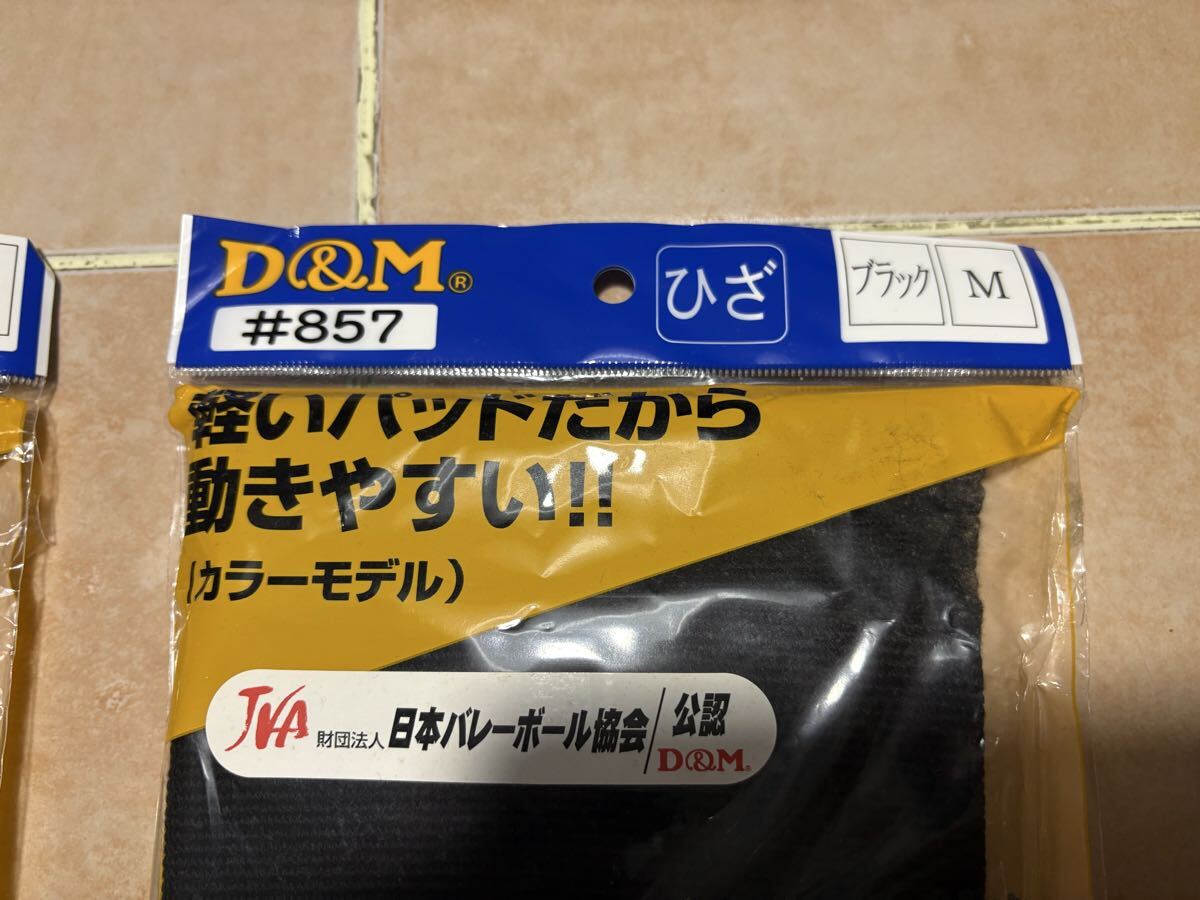 D&M®
#857
ひざ
ブラック
M
軽いパッドだから
動きやすい!!
(カラーモデル)
JVA 財団法人 日本バレーボール協会/公認
D&M®